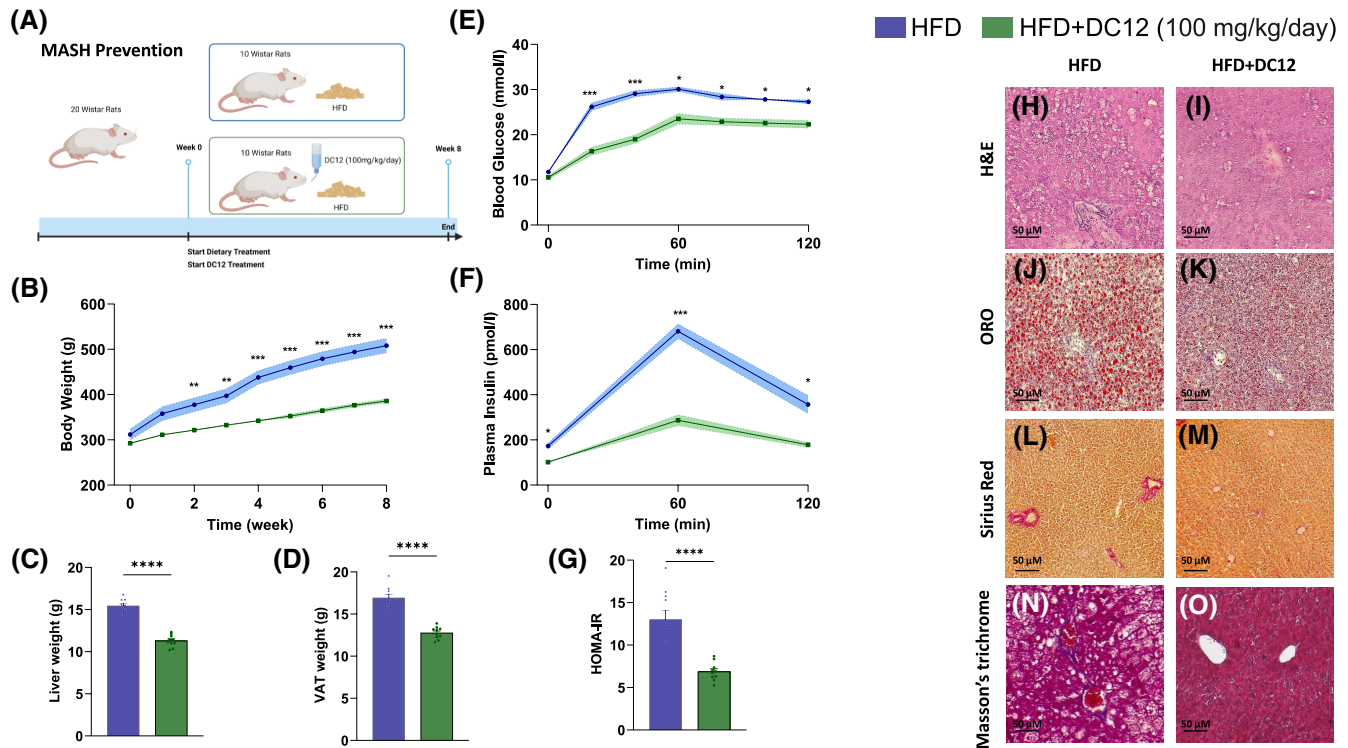 (A)
MASH Prevention
20 Wistar Rats
10 Wistar Rats
HFD
10 Wistar Rats
DC12 (100mg/kg/day)
HFD
Week 0
Week 8
End
Start Dietary Treatment
Start DC12 Treatment
(B)
Body Weight (g)
600
500
400
300
200
** ** *** *** *** *** ***
0 2 4 6 8
Time (week)
(C)
Liver weight (g)
20
15
10
5
0
****
(D)
VAT weight (g)
20
15
10
5
0
****
(E)
Blood Glucose (mmol/l)
40
30
20
10
0
*** *** * * * *
0 60 120
Time (min)
(F)
Plasma Insulin (pmol/l)
800
600
400
200
0
* *** *
0 60 120
Time (min)
(G)
HOMA-IR
20
15
10
5
0
****
HFD HFD+DC12 (100 mg/kg/day)
HFD HFD+DC12
H&E
(H) (I)
50 µM 50 µM
ORO
(J) (K)
50 µM 50 µM
Sirius Red
(L) (M)
50 µM 50 µM
Masson's trichrome
(N) (O)
50 µM 50 µM